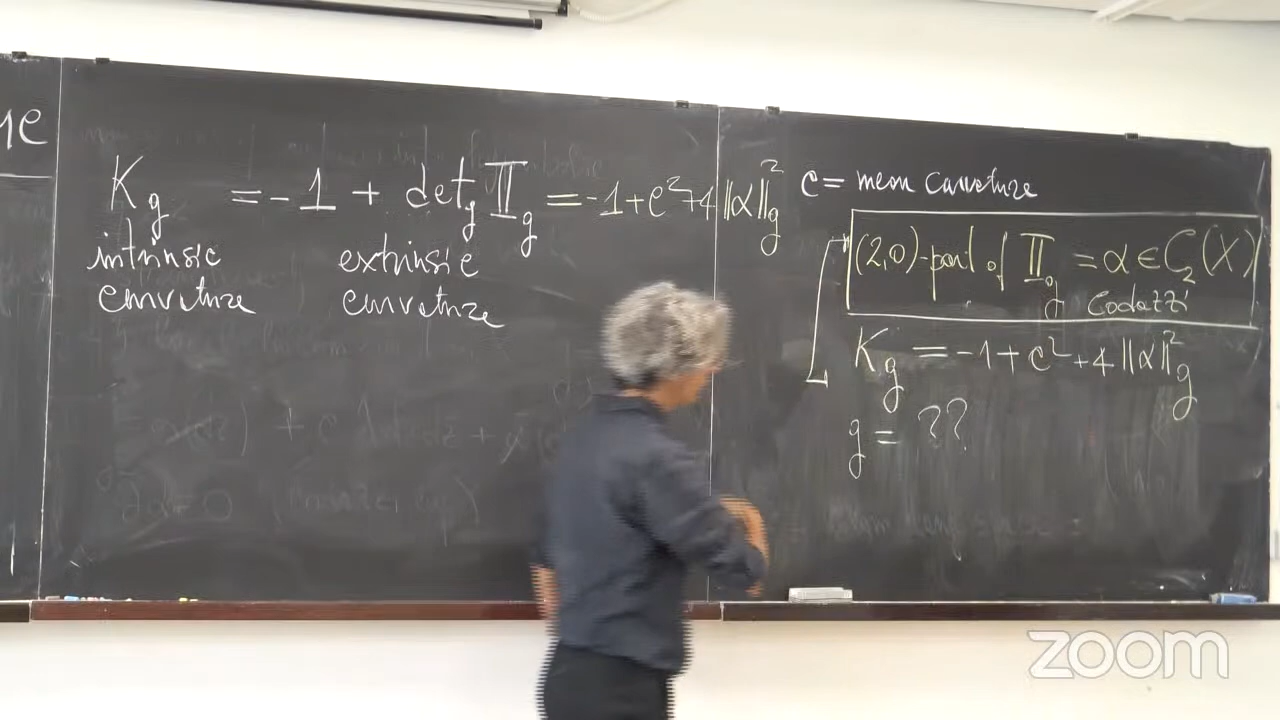 K_g = -1 + det_g II_g = -1 + c² + 4‖α‖²_g
intrinsic extrinsic
curvature curvature
c = mean curvature
(2,0)-part of II_g = α ∈ C_2(X)
Codazzi
K_g = -1 + c² + 4‖α‖²_g
g = ??
zoom